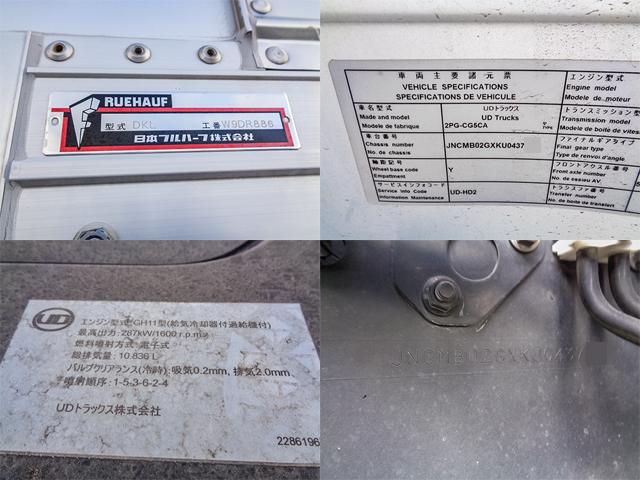 RUEHAUF
型式 DKL 工番 W9DR886
日本フルハーフ株式会社
車両主要諸元票
VEHICLE SPECIFICATIONS
SPECIFICATIONS DE VEHICULE
車名型式
Made and model
Modele de fabrique
UDトラックス
UD Trucks
2PG-CG5CA
車台番号
Chassis number
No. de chassis
JNCMB02GXKU0437
軸距記号
Wheel base code
Empattment
Y
サービスインフォコード
Service Info Code
Information Maintenance
UD-HD2
エンジン型式
Engine model
Modele de moteur
トランスミッション型
Transmission model
Modele de boite de vites
ファイナルギアタイプ
Final gear type
Type de renvoi d'angle
フロントアクスル番号
Front axle number
No. de essieu AV.
トランスファ番号
Transfer number
No. de boite de transfert
UD
エンジン型式:GH11型(給気冷却器付過給機付)
最高出力:287kW/1600 r.p.m
燃料噴射方式:電子式
総排気量:10.836 L
バルブクリアランス(冷時):吸気0.2mm, 排気2.0mm,
噴射順序:1-5-3-6-2-4
UDトラックス株式会社
2286196
JNCMB02GXKU0437